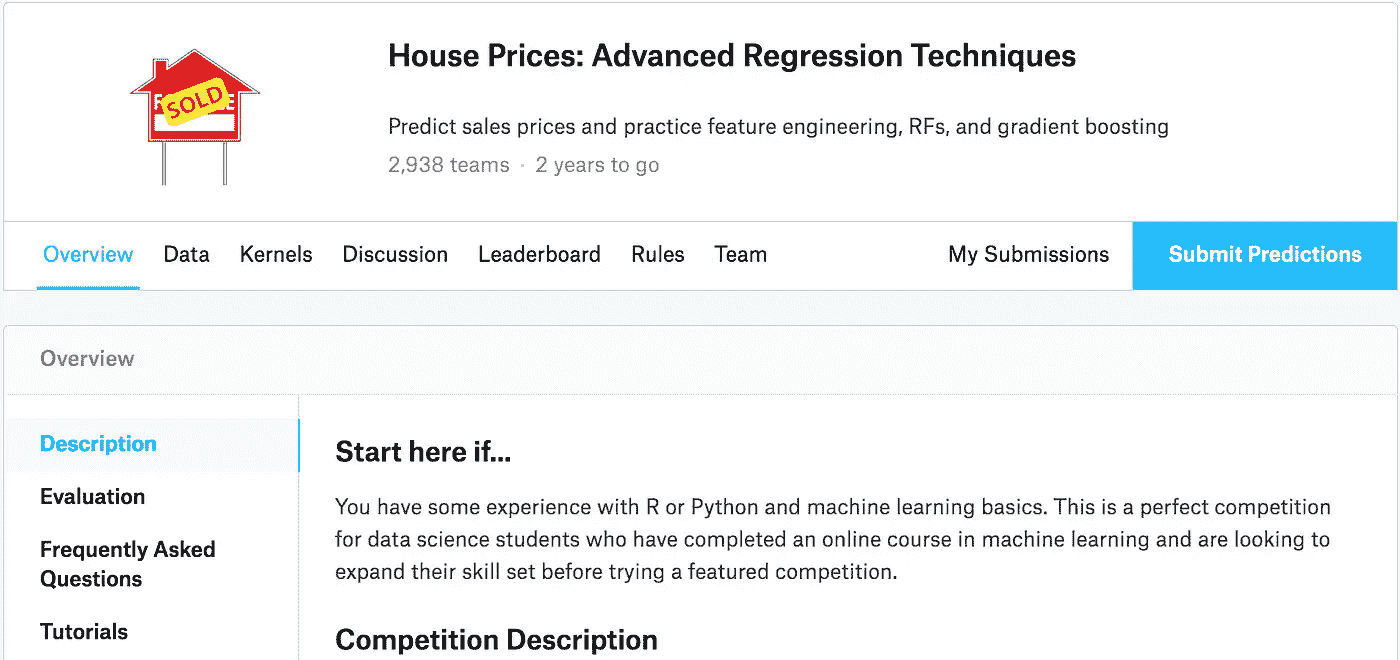 SOLD
House Prices: Advanced Regression Techniques
Predict sales prices and practice feature engineering, RFs, and gradient boosting
2,938 teams · 2 years to go
Overview Data Kernels Discussion Leaderboard Rules Team My Submissions Submit Predictions
Overview
Description
Evaluation
Frequently Asked
Questions
Tutorials
Start here if...
You have some experience with R or Python and machine learning basics. This is a perfect competition
for data science students who have completed an online course in machine learning and are looking to
expand their skill set before trying a featured competition.
Competition Description